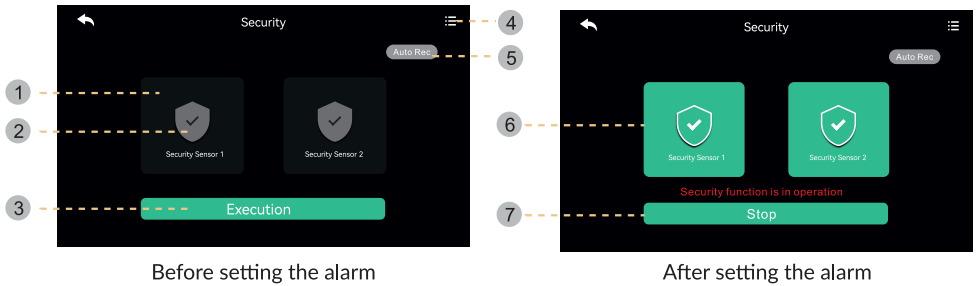 Security
4
Auto Rec
5
1
2
Security Sensor 1
Security Sensor 2
3
Execution
Before setting the alarm
Security
Auto Rec
6
Security Sensor 1
Security Sensor 2
Security function is in operation
7
Stop
After setting the alarm